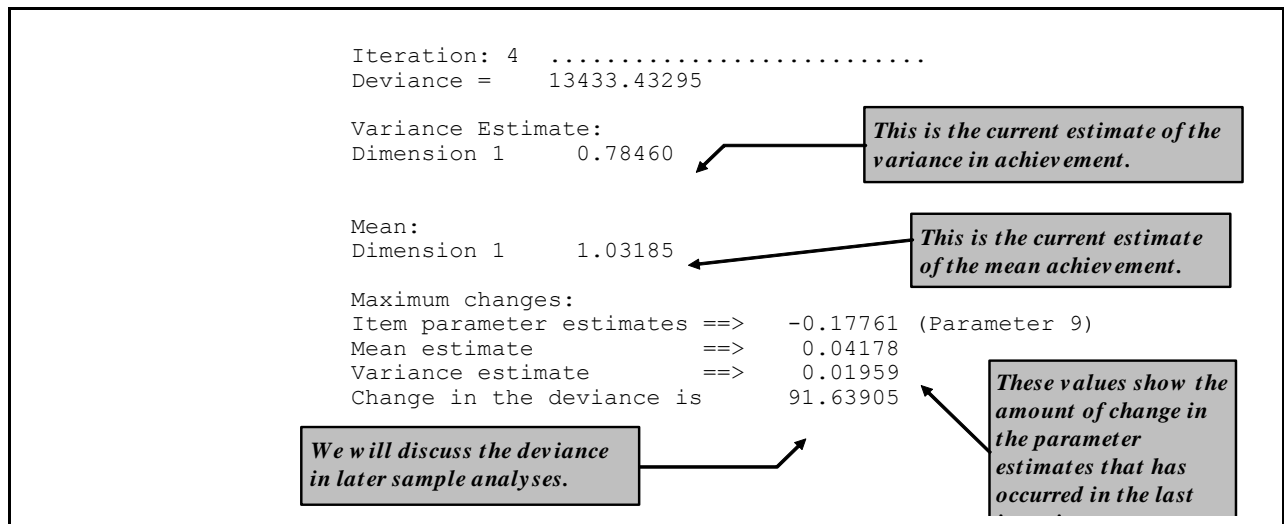 Iteration: 4 ...........................
Deviance = 13433.43295
Variance Estimate:
Dimension 1 0.78460
This is the current estimate of the
variance in achievement.
Mean:
Dimension 1 1.03185
This is the current estimate
of the mean achievement.
Maximum changes:
Item parameter estimates ==> -0.17761 (Parameter 9)
Mean estimate ==> 0.04178
Variance estimate ==> 0.01959
Change in the deviance is 91.63905
These values show the
amount of change in
the parameter
estimates that has
occurred in the last
We will discuss the deviance
in later sample analyses.